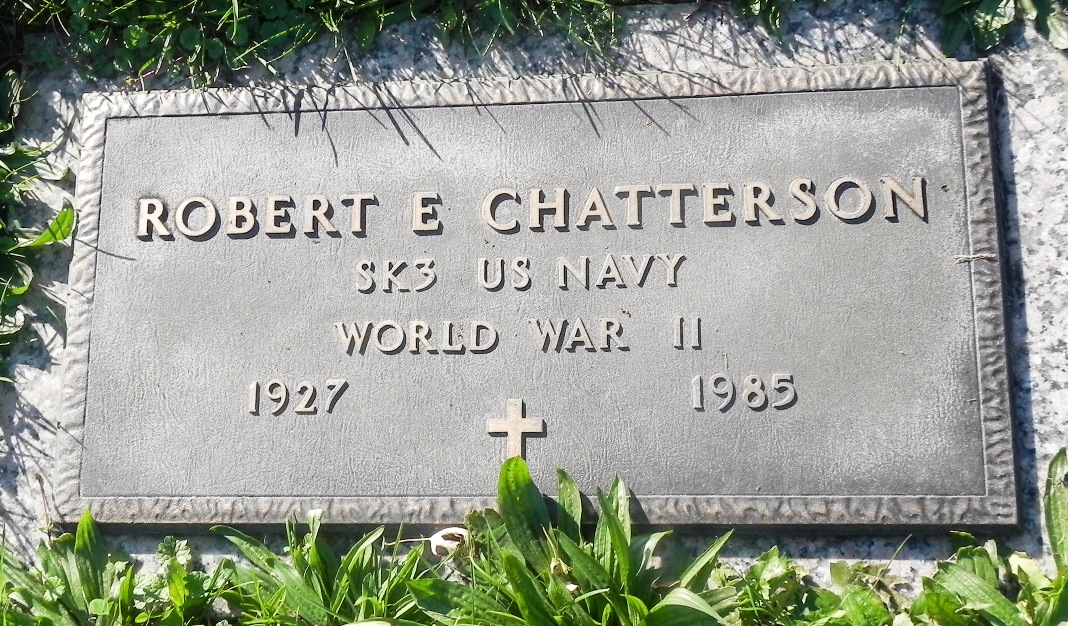 ROBERT E CHATTERSON
SK3 US NAVY
WORLD WAR II
1927 1985